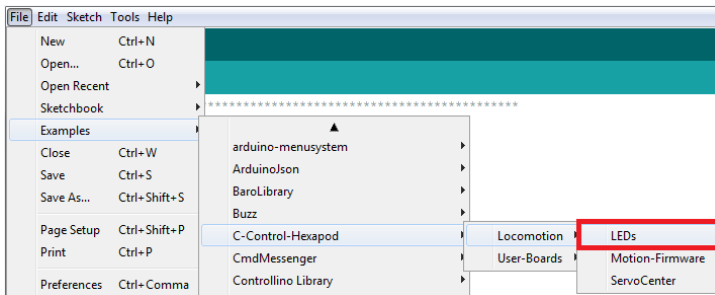 File Edit Sketch Tools Help
New Ctrl+N
Open... Ctrl+O
Open Recent
Sketchbook
Examples
Close Ctrl+W
Save Ctrl+S
Save As... Ctrl+Shift+S
Page Setup Ctrl+Shift+P
Print Ctrl+P
Preferences Ctrl+Comma
*********************************************
arduino-menusystem
ArduinoJson
BaroLibrary
Buzz
C-Control-Hexapod
CmdMessenger
Controllino Library
Locomotion
User-Boards
LEDs
Motion-Firmware
ServoCenter